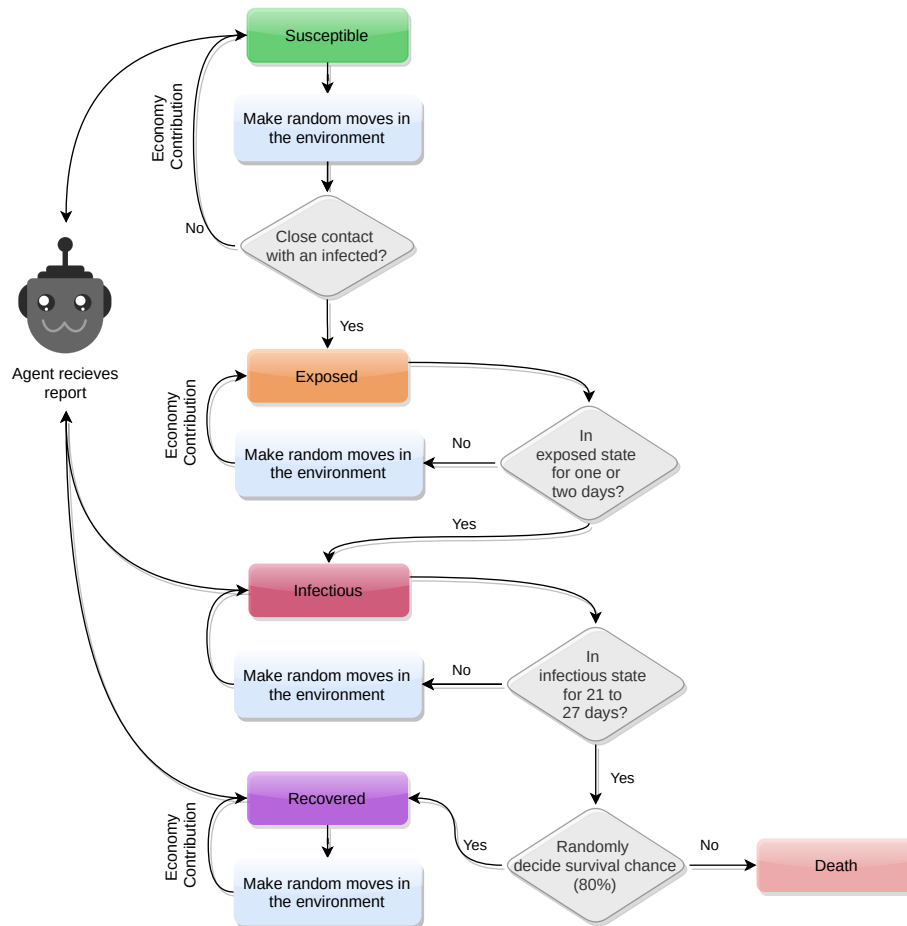 Susceptible
Economy
Contribution
Make random moves in
the environment
No
Close contact
with an infected?
Yes
Agent recieves
report
Exposed
Economy
Contribution
Make random moves in
the environment
No
In
exposed state
for one or
two days?
Yes
Infectious
Make random moves in
the environment
No
In
infectious state
for 21 to
27 days?
Yes
Recovered
Economy
Contribution
Make random moves in
the environment
Yes
Randomly
decide survival chance
(80%)
No
Death